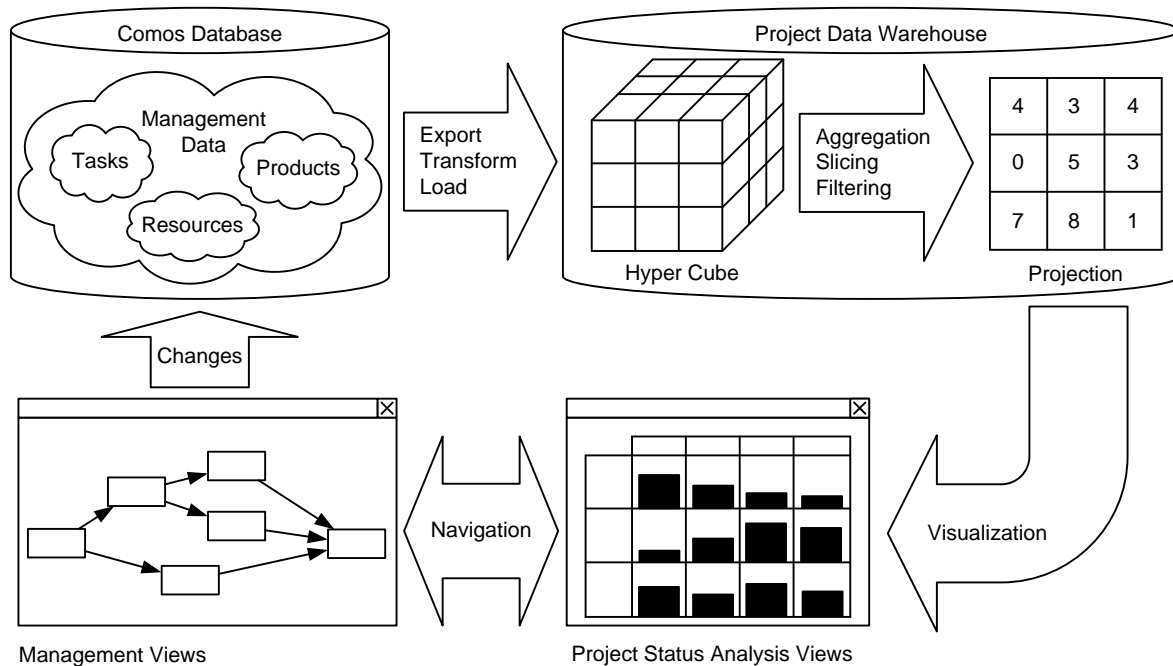 Comos Database
Project Data Warehouse
Management
Data
Tasks
Products
Resources
Export
Transform
Load
Hyper Cube
Aggregation
Slicing
Filtering
4 3 4
0 5 3
7 8 1
Projection
Changes
Navigation
Visualization
Management Views
Project Status Analysis Views